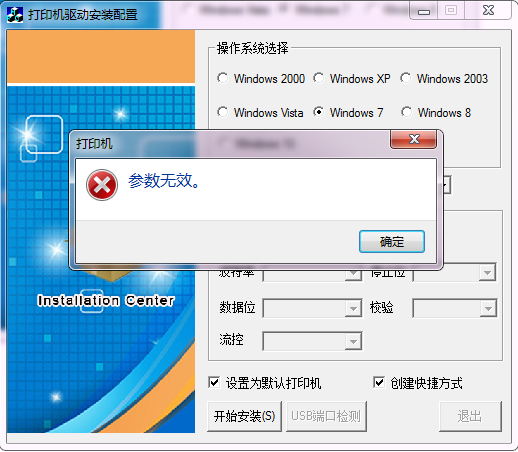 打印机驱动安装配置
操作系统选择
Windows 2000 Windows XP Windows 2003
Windows Vista Windows 7 Windows 8
打印机
参数无效。
确定
波特率 停止位
Installation Center
数据位 校验
流控
设置为默认打印机 创建快捷方式
开始安装(S) USB端口检测 退出